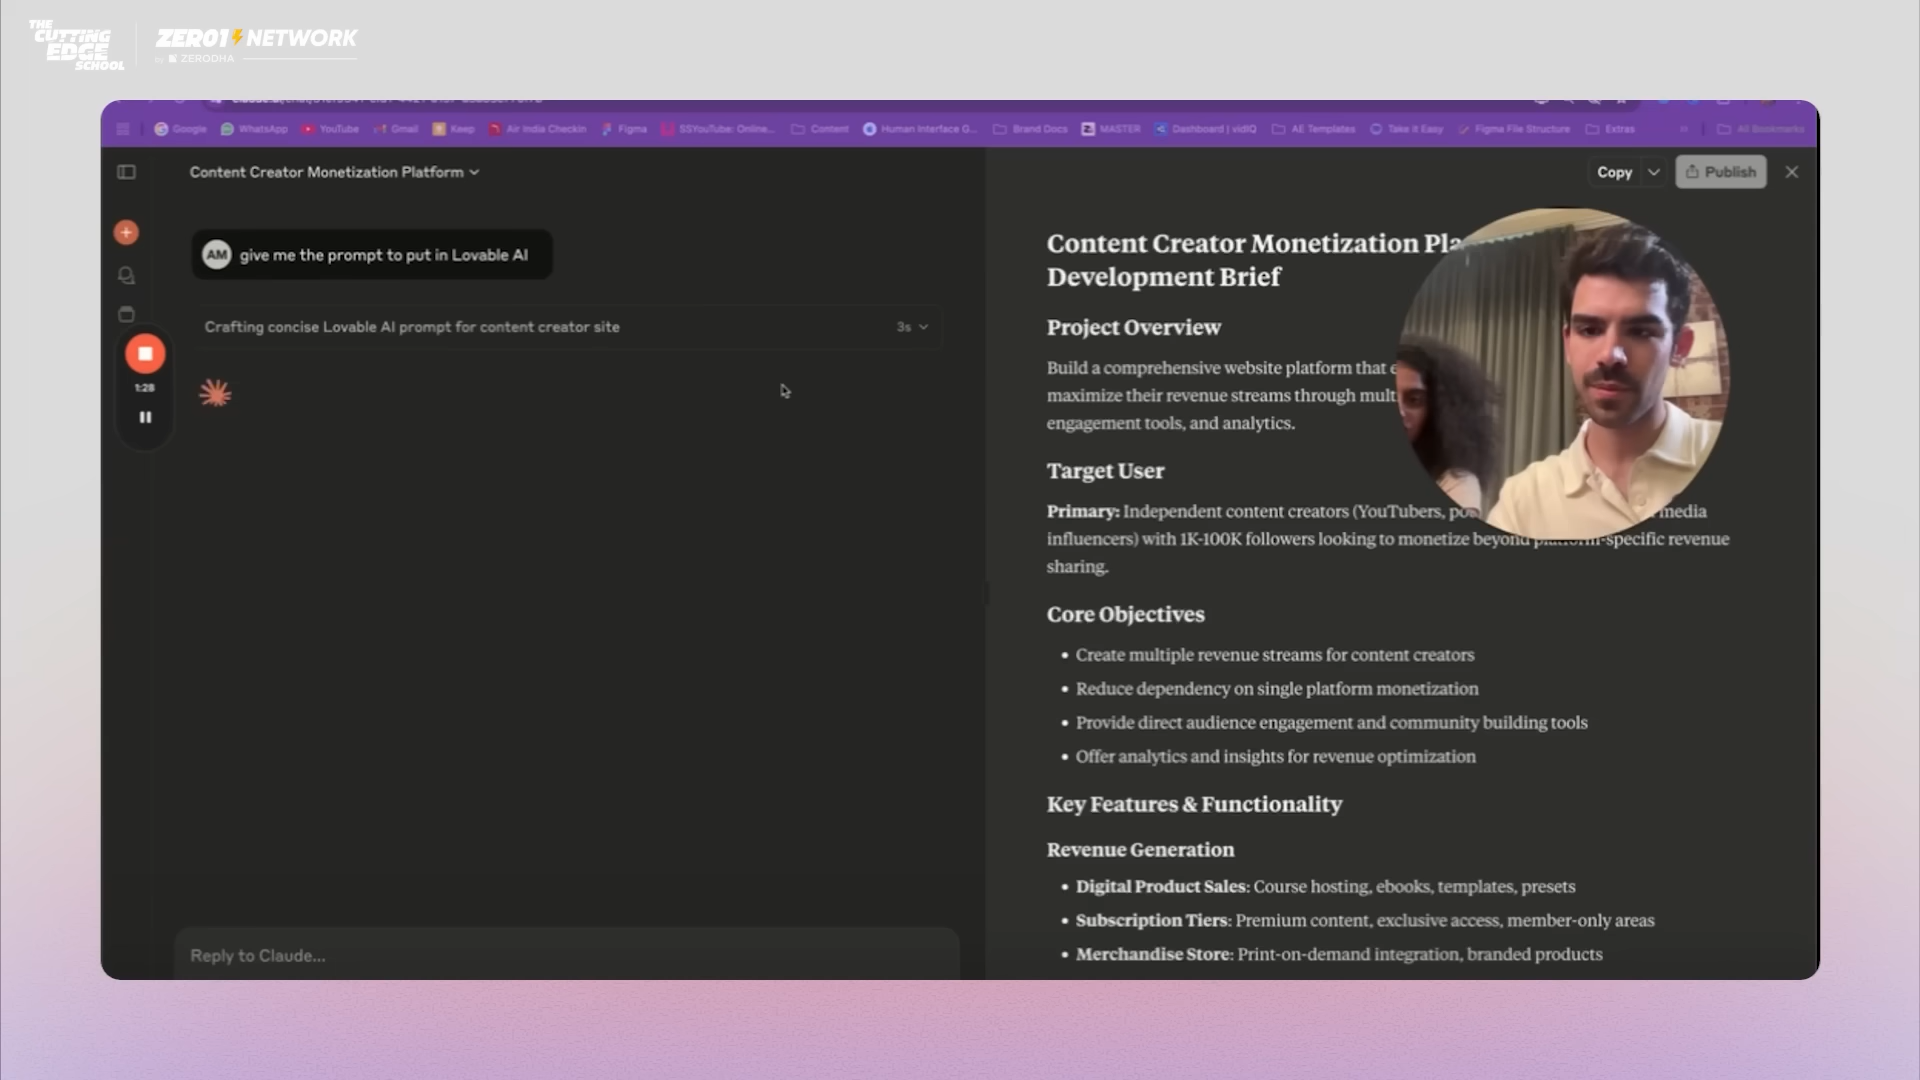 THE
CUTTING
EDGE
SCHOOL
ZERO1 NETWORK
by ZERODHA
Google
WhatsApp
YouTube
Gmail
Keep
Air India Checkin
Figma
SSYouTube: Online...
Content
Human Interface G...
Brand Docs
MASTER
Dashboard | vidIQ
AE Templates
Take It Easy
Figma File Structure
Extras
All Bookmarks
Content Creator Monetization Platform
Copy
Publish
AM give me the prompt to put in Lovable AI
Crafting concise Lovable AI prompt for content creator site
3s
1:28
Reply to Claude...
Content Creator Monetization Pla
Development Brief
Project Overview
Build a comprehensive website platform that
maximize their revenue streams through mult
engagement tools, and analytics.
Target User
Primary: Independent content creators (YouTubers, media
influencers) with 1K-100K followers looking to monetize beyond -specific revenue
sharing.
Core Objectives
• Create multiple revenue streams for content creators
• Reduce dependency on single platform monetization
• Provide direct audience engagement and community building tools
• Offer analytics and insights for revenue optimization
Key Features & Functionality
Revenue Generation
• Digital Product Sales: Course hosting, ebooks, templates, presets
• Subscription Tiers: Premium content, exclusive access, member-only areas
• Merchandise Store: Print-on-demand integration, branded products